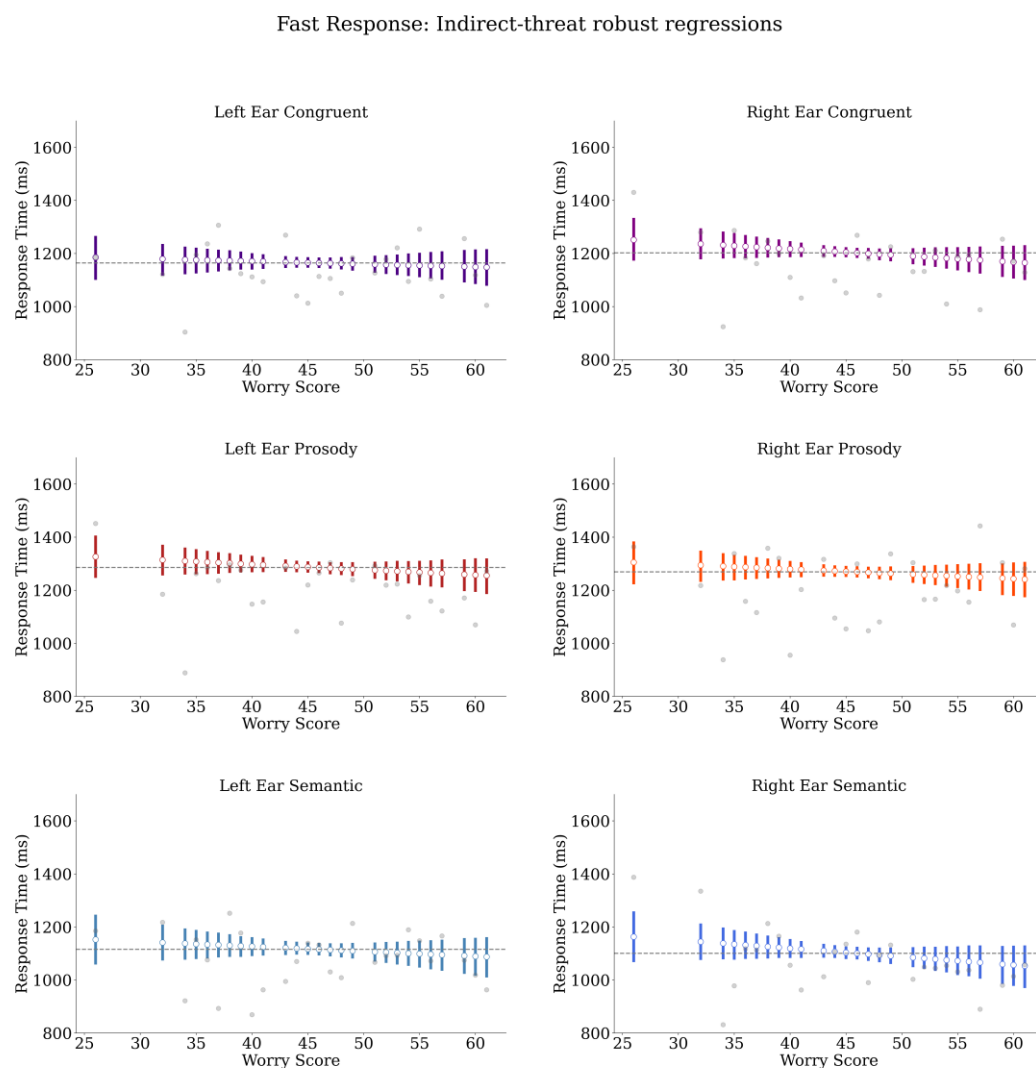 Fast Response: Indirect-threat robust regressions
Left Ear Congruent
Response Time (ms)
1600
1400
1200
1000
800
25 30 35 40 45 50 55 60
Worry Score
Right Ear Congruent
Response Time (ms)
1600
1400
1200
1000
800
25 30 35 40 45 50 55 60
Worry Score
Left Ear Prosody
Response Time (ms)
1600
1400
1200
1000
800
25 30 35 40 45 50 55 60
Worry Score
Right Ear Prosody
Response Time (ms)
1600
1400
1200
1000
800
25 30 35 40 45 50 55 60
Worry Score
Left Ear Semantic
Response Time (ms)
1600
1400
1200
1000
800
25 30 35 40 45 50 55 60
Worry Score
Right Ear Semantic
Response Time (ms)
1600
1400
1200
1000
800
25 30 35 40 45 50 55 60
Worry Score